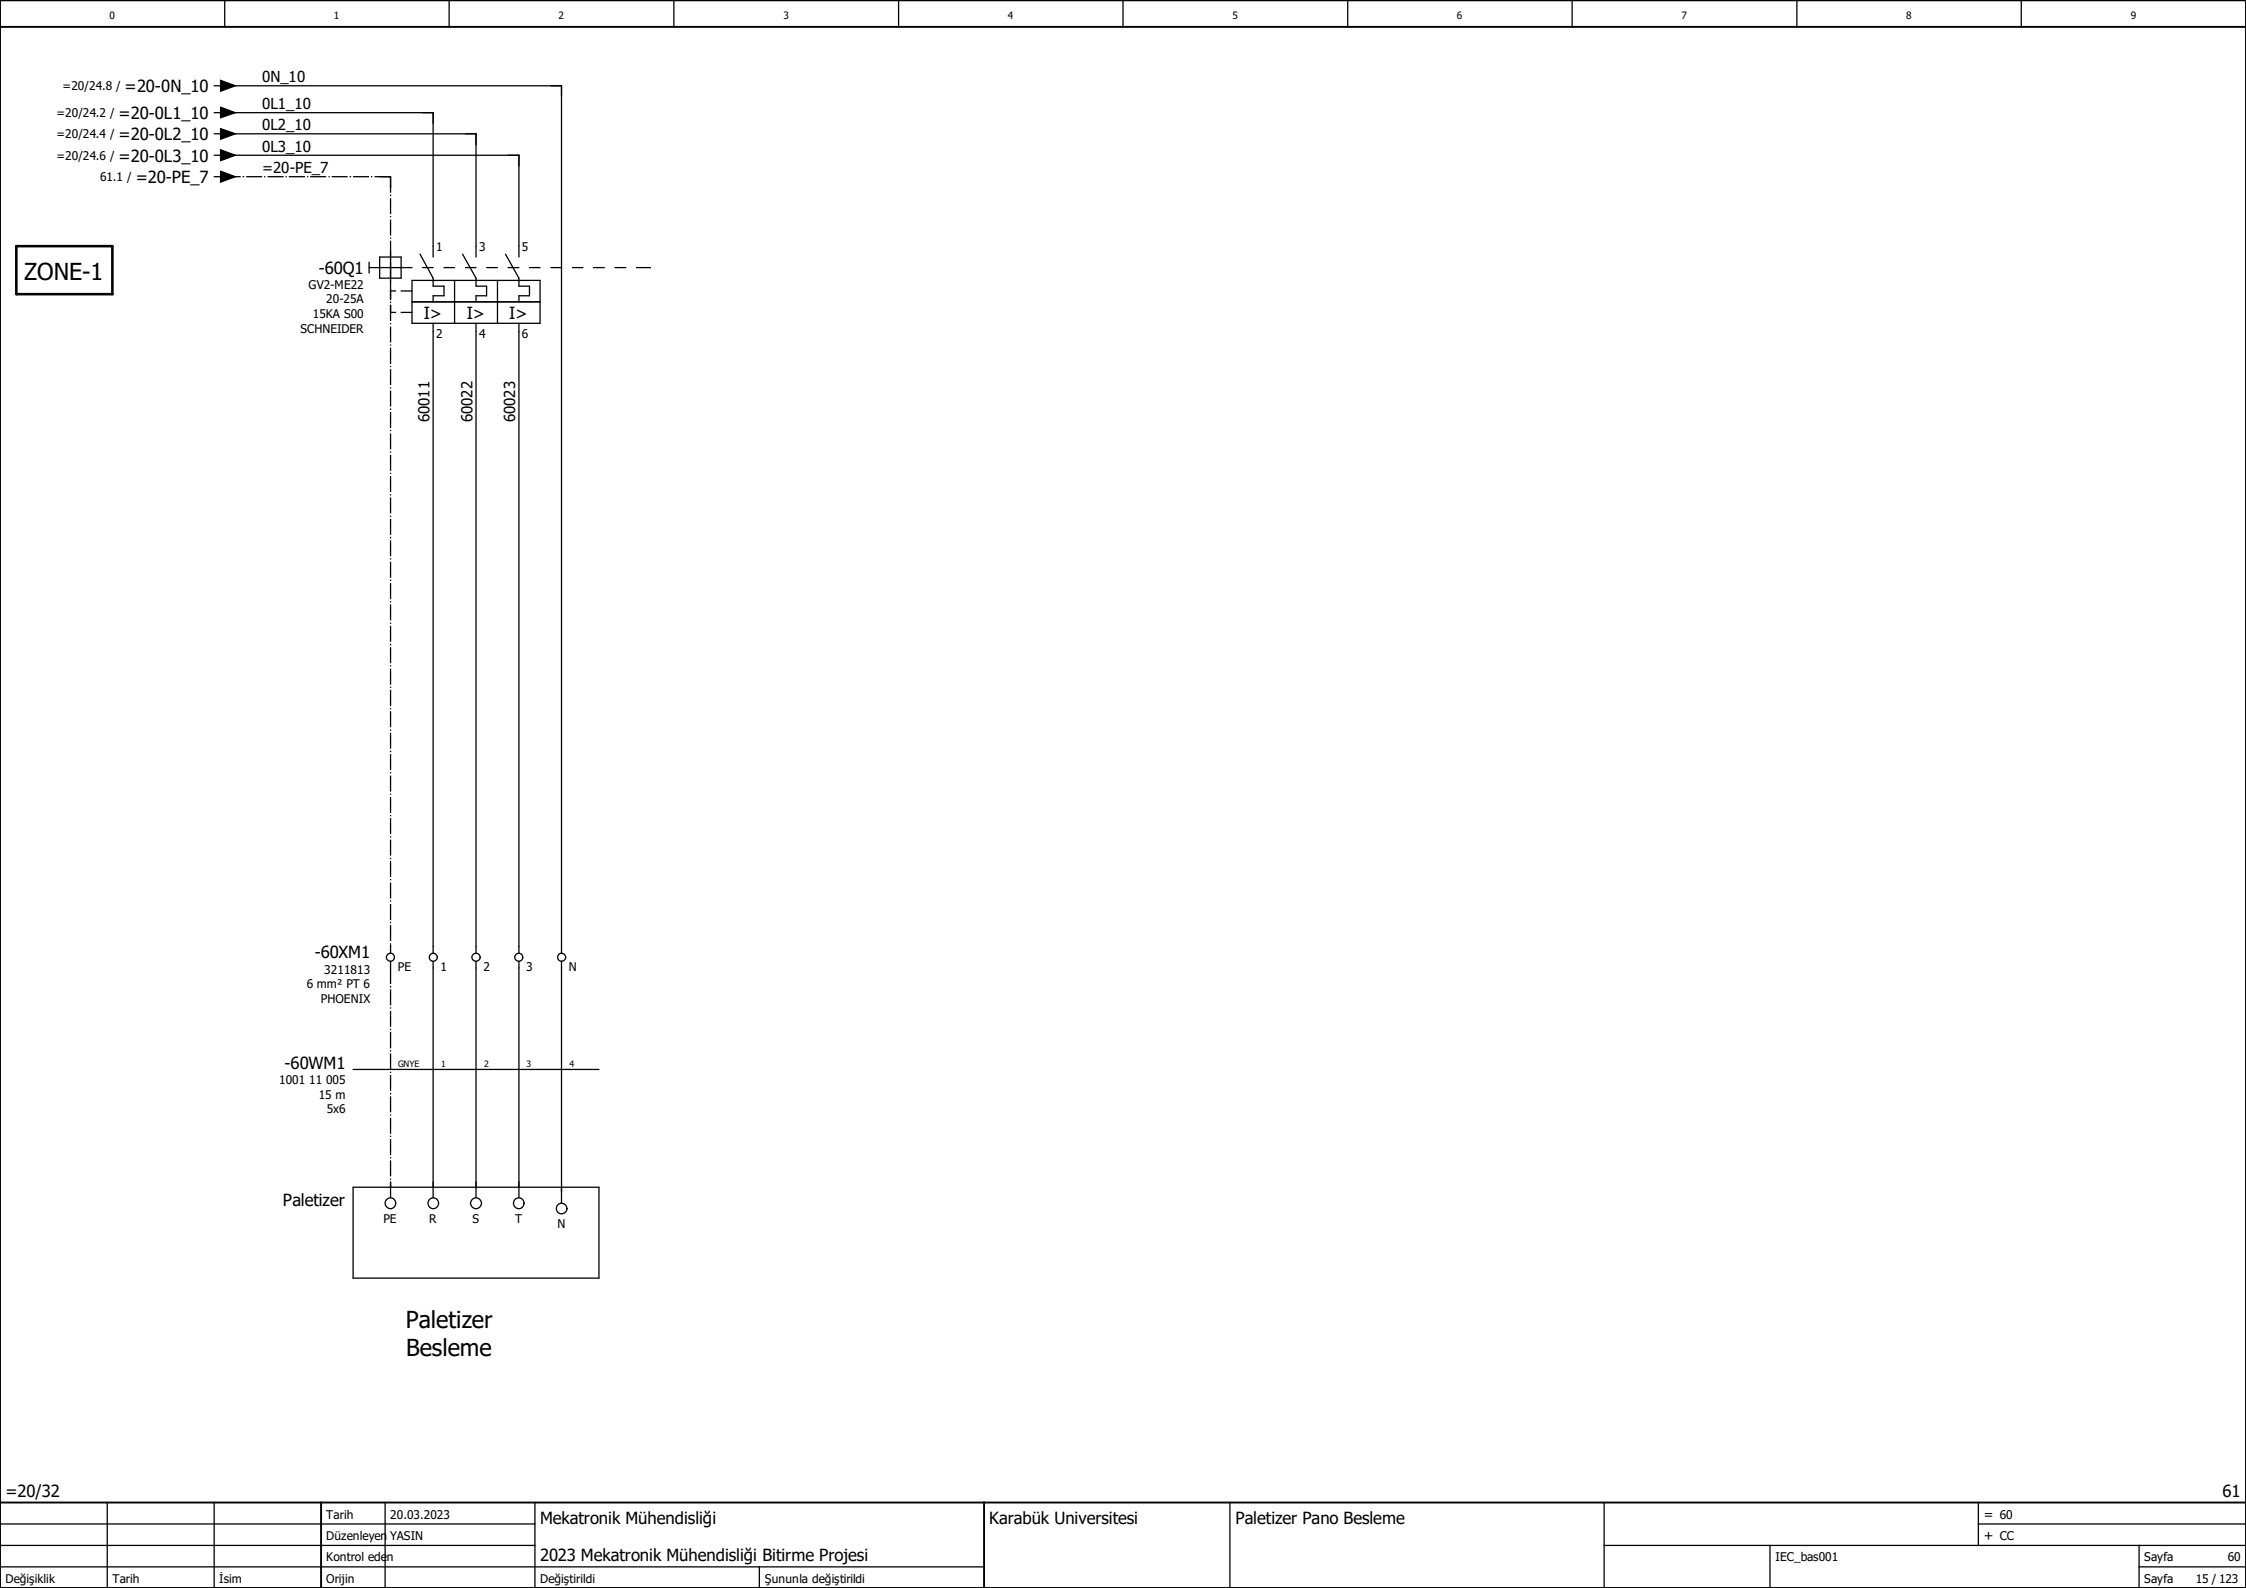 0 1 2 3 4 5 6 7 8 9
=20/24.8 / =20-0N_10 0N_10
=20/24.2 / =20-0L1_10 0L1_10
=20/24.4 / =20-0L2_10 0L2_10
=20/24.6 / =20-0L3_10 0L3_10
61.1 / =20-PE_7 =20-PE_7
ZONE-1
1 3 5
-60Q1
GV2-ME22
20-25A
15KA S00
SCHNEIDER
I> I> I>
2 4 6
60011 60022 60023
-60XM1
3211813
6 mm² PT 6
PHOENIX
PE 1 2 3 N
-60WM1
1001 11 005
15 m
5x6
GNYE 1 2 3 4
Paletizer
PE R S T N
Paletizer
Besleme
=20/32 61
Tarih 20.03.2023 Mekatronik Mühendisliği Karabük Universitesi Paletizer Pano Besleme = 60
Düzenleyen YASIN + CC
Kontrol eden 2023 Mekatronik Mühendisliği Bitirme Projesi IEC_bas001 Sayfa 60
Değişiklik Tarih İsim Orijin Değiştirildi Şununla değiştirildi Sayfa 15 / 123